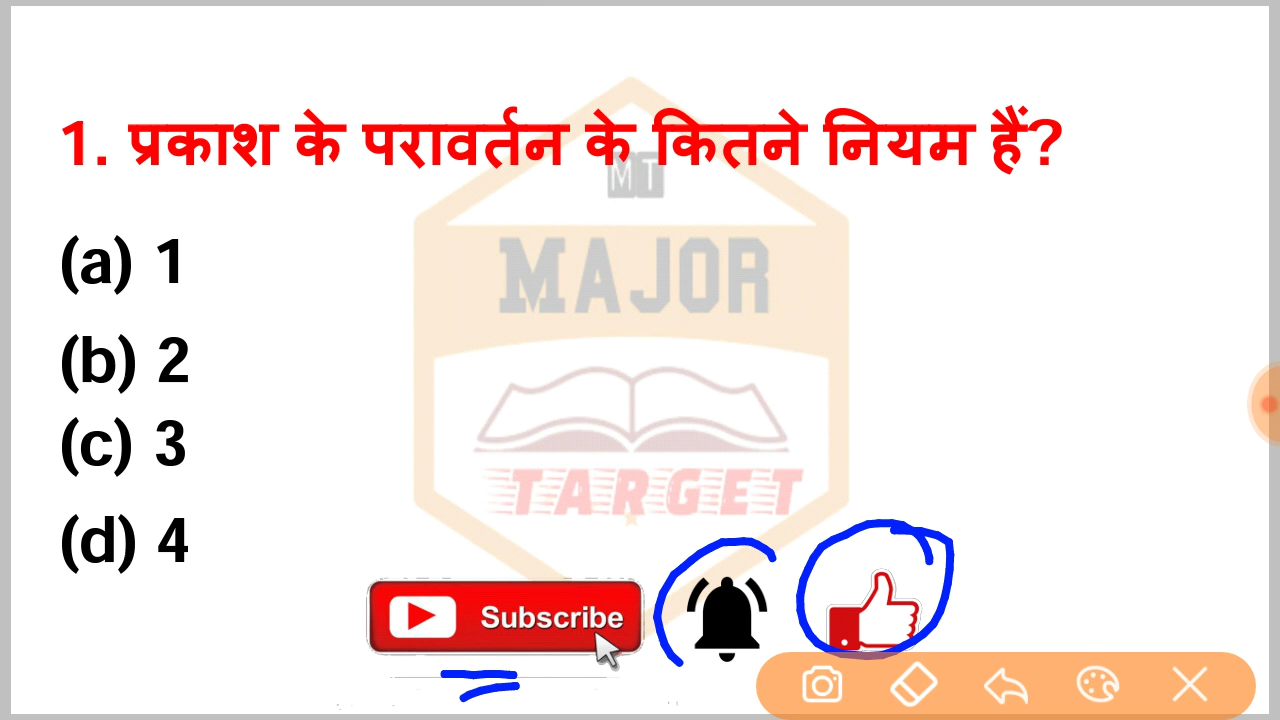 1. प्रकाश के परावर्तन के कितने नियम हैं?
MT
MAJOR
(a) 1
(b) 2
(c) 3
TARGET
(d) 4
Subscribe